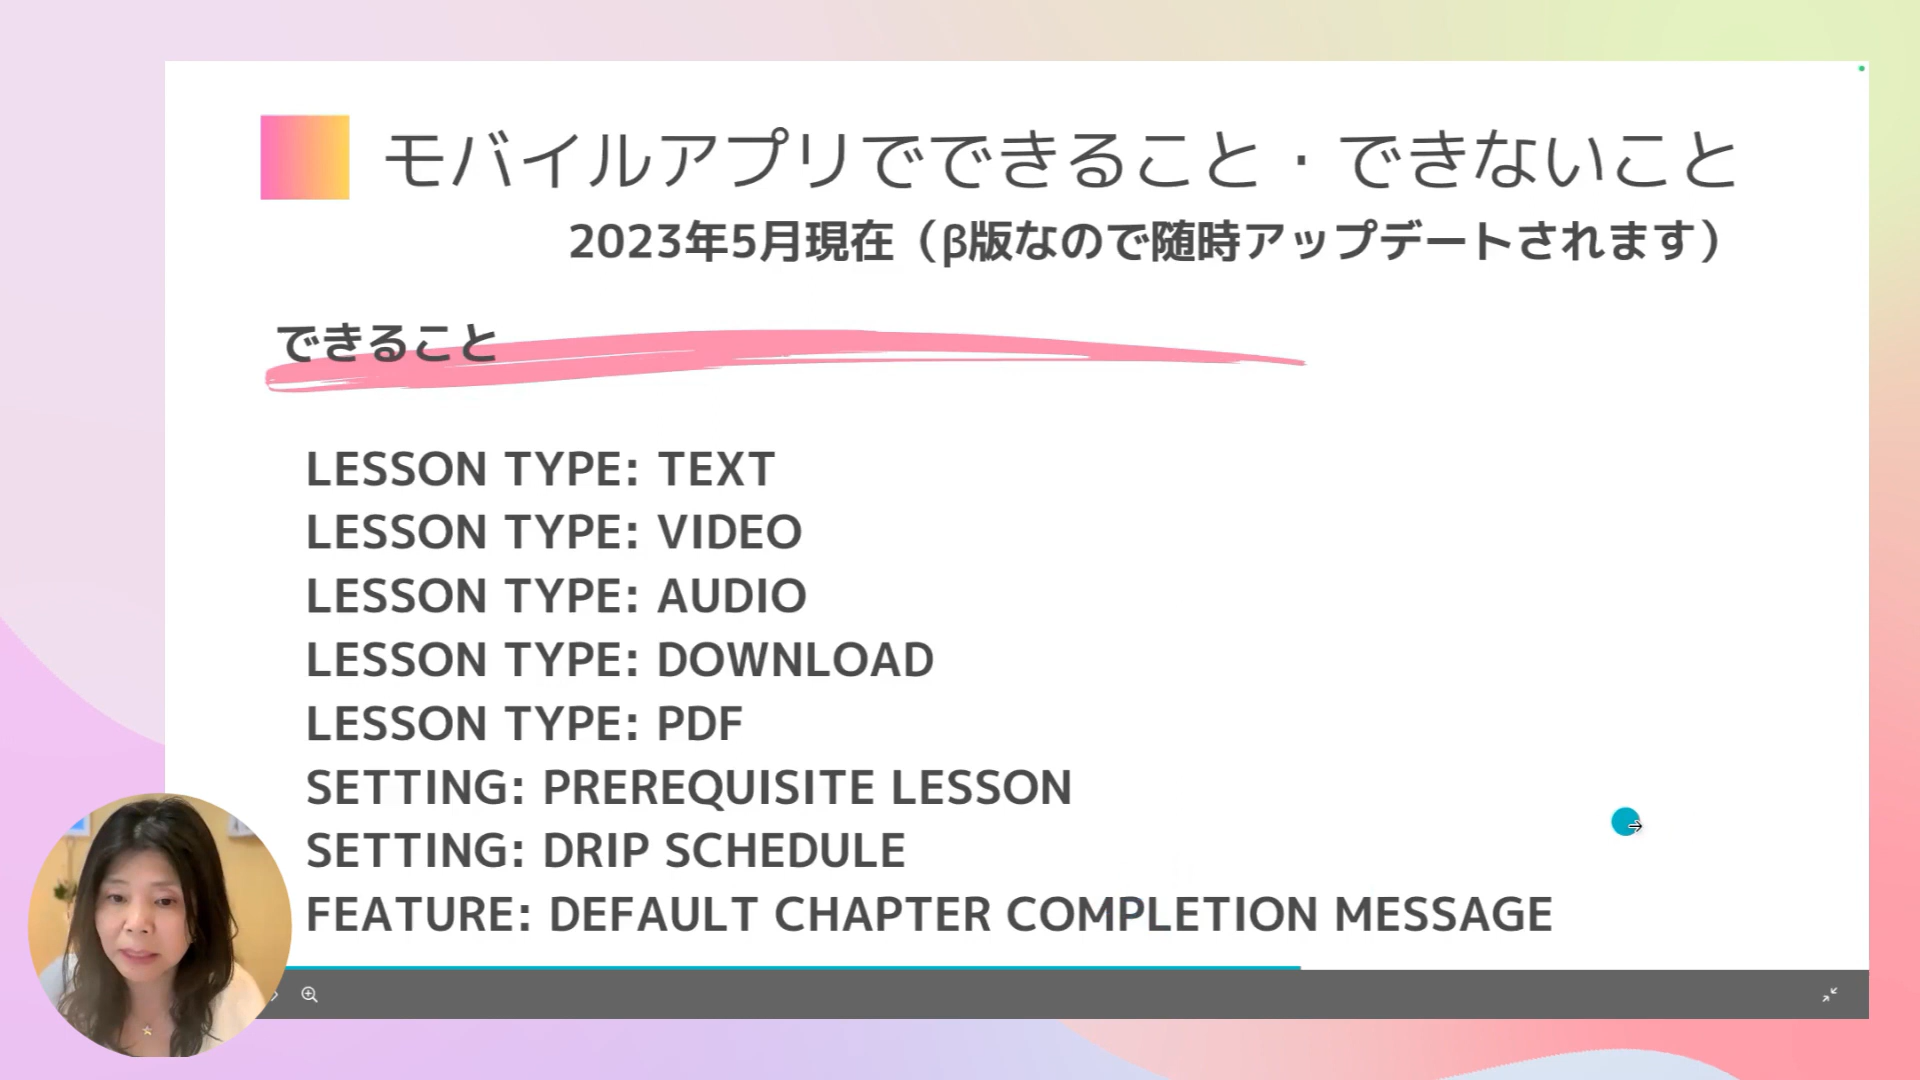 モバイルアプリでできること・できないこと
2023年5月現在（β版なので随時アップデートされます）
できること
LESSON TYPE: TEXT
LESSON TYPE: VIDEO
LESSON TYPE: AUDIO
LESSON TYPE: DOWNLOAD
LESSON TYPE: PDF
SETTING: PREREQUISITE LESSON
SETTING: DRIP SCHEDULE
FEATURE: DEFAULT CHAPTER COMPLETION MESSAGE